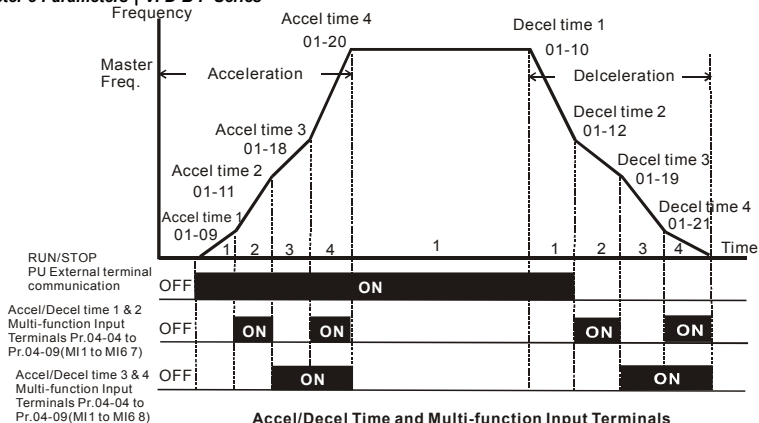 Parameters | VFD-B/P Series
Frequency
Accel time 4
01-20
Decel time 1
01-10
Master
Freq.
Acceleration
Delceleration
Accel time 3
01-18
Decel time 2
01-12
Accel time 2
01-11
Decel time 3
01-19
Accel time 1
01-09
Decel time 4
01-21
1 2 3 4 1 1 2 3 4 Time
RUN/STOP
PU External terminal
communication
OFF ON
Accel/Decel time 1 & 2
Multi-function Input
Terminals Pr.04-04 to
Pr.04-09(MI1 to MI6 7)
OFF ON ON ON ON
Accel/Decel time 3 & 4
Multi-function Input
Terminals Pr.04-04 to
Pr.04-09(MI1 to MI6 8)
OFF ON ON
Accel/Decel Time and Multi-function Input Terminals